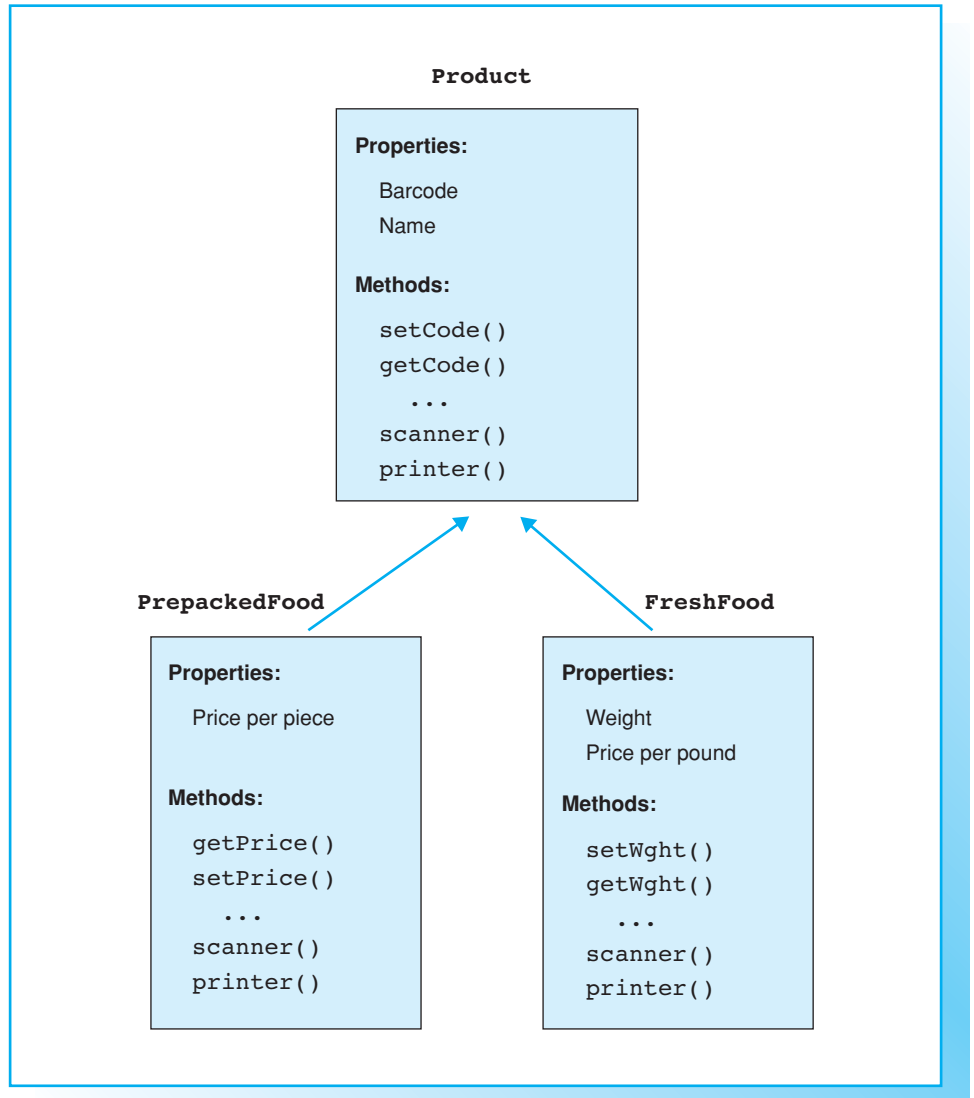 Product
Properties:
Barcode
Name
Methods:
setCode()
getCode()
...
scanner()
printer()
PrepackedFood
Properties:
Price per piece
Methods:
getPrice()
setPrice()
...
scanner()
printer()
FreshFood
Properties:
Weight
Price per pound
Methods:
setWght()
getWght()
...
scanner()
printer()